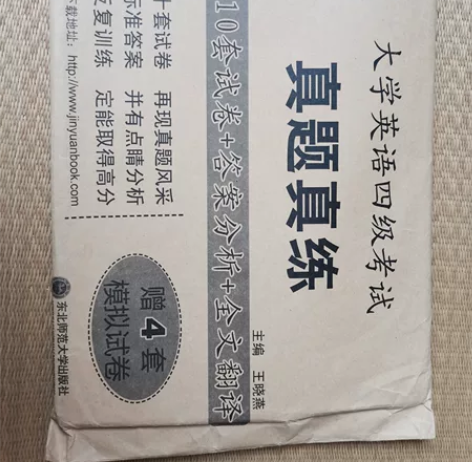 大学英语四级考试
真题真练
主编 王晓燕
10套试卷+答案分析+全文翻译
十套试卷 再现真题风采
标准答案 并有点睛分析
反复训练 定能取得高分
下载地址：http://www.jinyuanbook.com
赠4套
模拟试卷
东北师范大学出版社